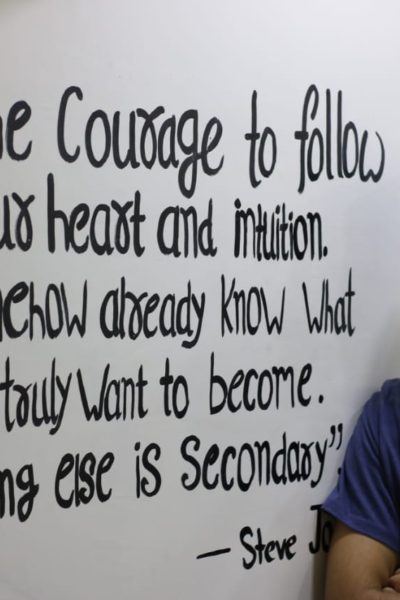 he Courage to follow
ur heart and intuition.
ehow already know what
truly want to become.
ng else is Secondary”
— Steve Jo